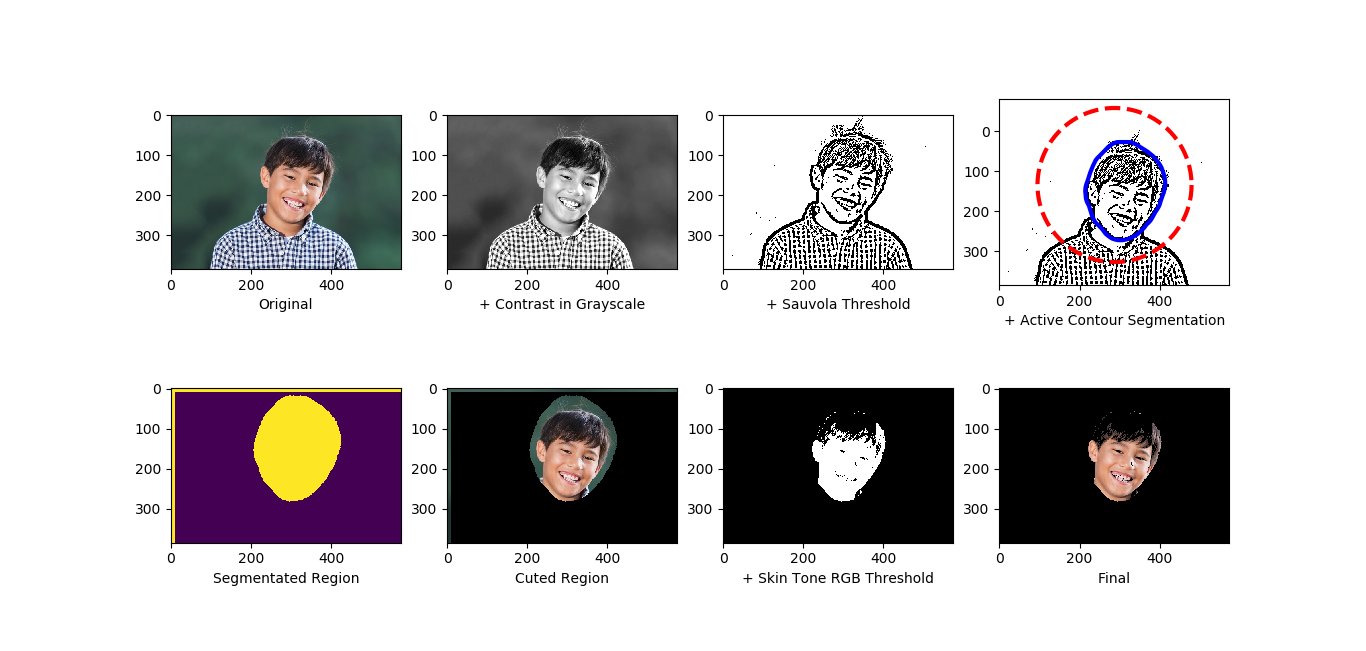 0
100
200
300
0 200 400
Original
0
100
200
300
0 200 400
+ Contrast in Grayscale
0
100
200
300
0 200 400
+ Sauvola Threshold
0
100
200
300
0 200 400
+ Active Contour Segmentation
0
100
200
300
0 200 400
Segmentated Region
0
100
200
300
0 200 400
Cuted Region
0
100
200
300
0 200 400
+ Skin Tone RGB Threshold
0
100
200
300
0 200 400
Final